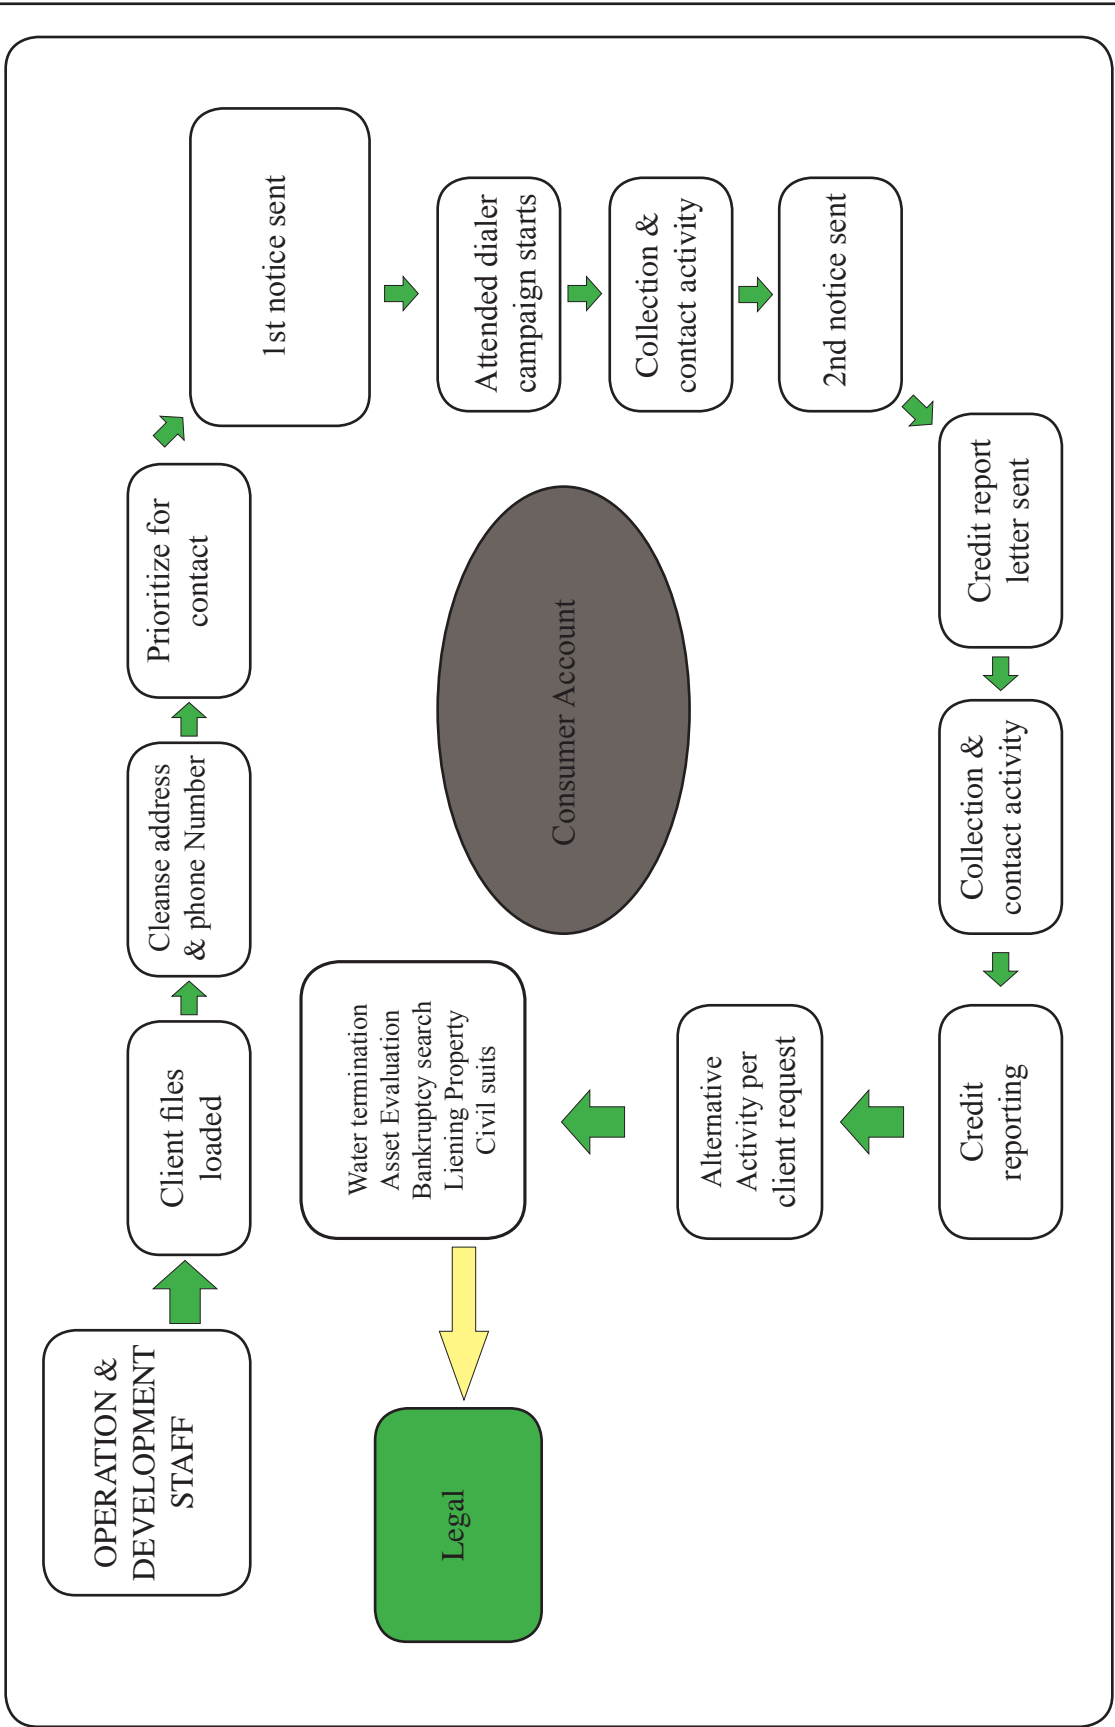 OPERATION &
DEVELOPMENT
STAFF
Client files
loaded
Cleanse address
& phone Number
Prioritize for
contact
1st notice sent
Attended dialer
campaign starts
Collection &
contact activity
2nd notice sent
Credit report
letter sent
Collection &
contact activity
Credit
reporting
Alternative
Activity per
client request
Water termination
Asset Evaluation
Bankruptcy search
Liening Property
Civil suits
Legal
Consumer Account